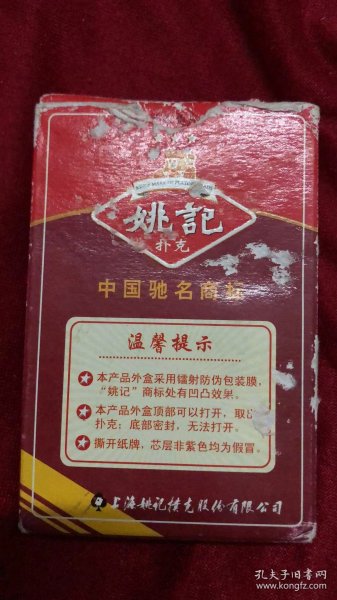 姚記
扑克
中国驰名商标
温馨提示
本产品外盒采用镭射防伪包装膜，
“姚记”商标处有凹凸效果。
本产品外盒顶部可以打开，取出
扑克；底部密封，无法打开。
撕开纸牌，芯层非紫色均为假冒。
上海姚记扑克股份有限公司
孔夫子旧书网